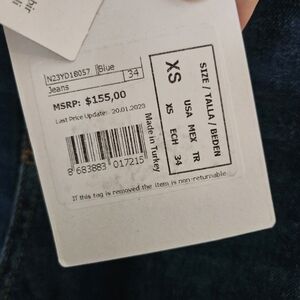 N23YD18057 Blue 34
Jeans
MSRP: $155,00
Last Price Update: 20.01.2023
8 683883 017215
Made in Turkey
SIZE / TALLA / BEDEN
USA MEX TR
XS ECH 34
XS
If this tag is removed the item is non-returnable.